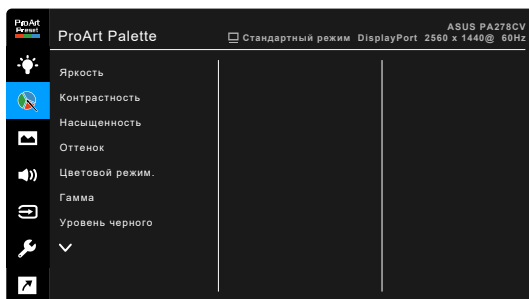 ProArt
Preset
ProArt Palette
ASUS PA278CV
Стандартный режим DisplayPort 2560 x 1440@ 60Hz
Яркость
Контрастность
Насыщенность
Оттенок
Цветовой режим.
Гамма
Уровень черного